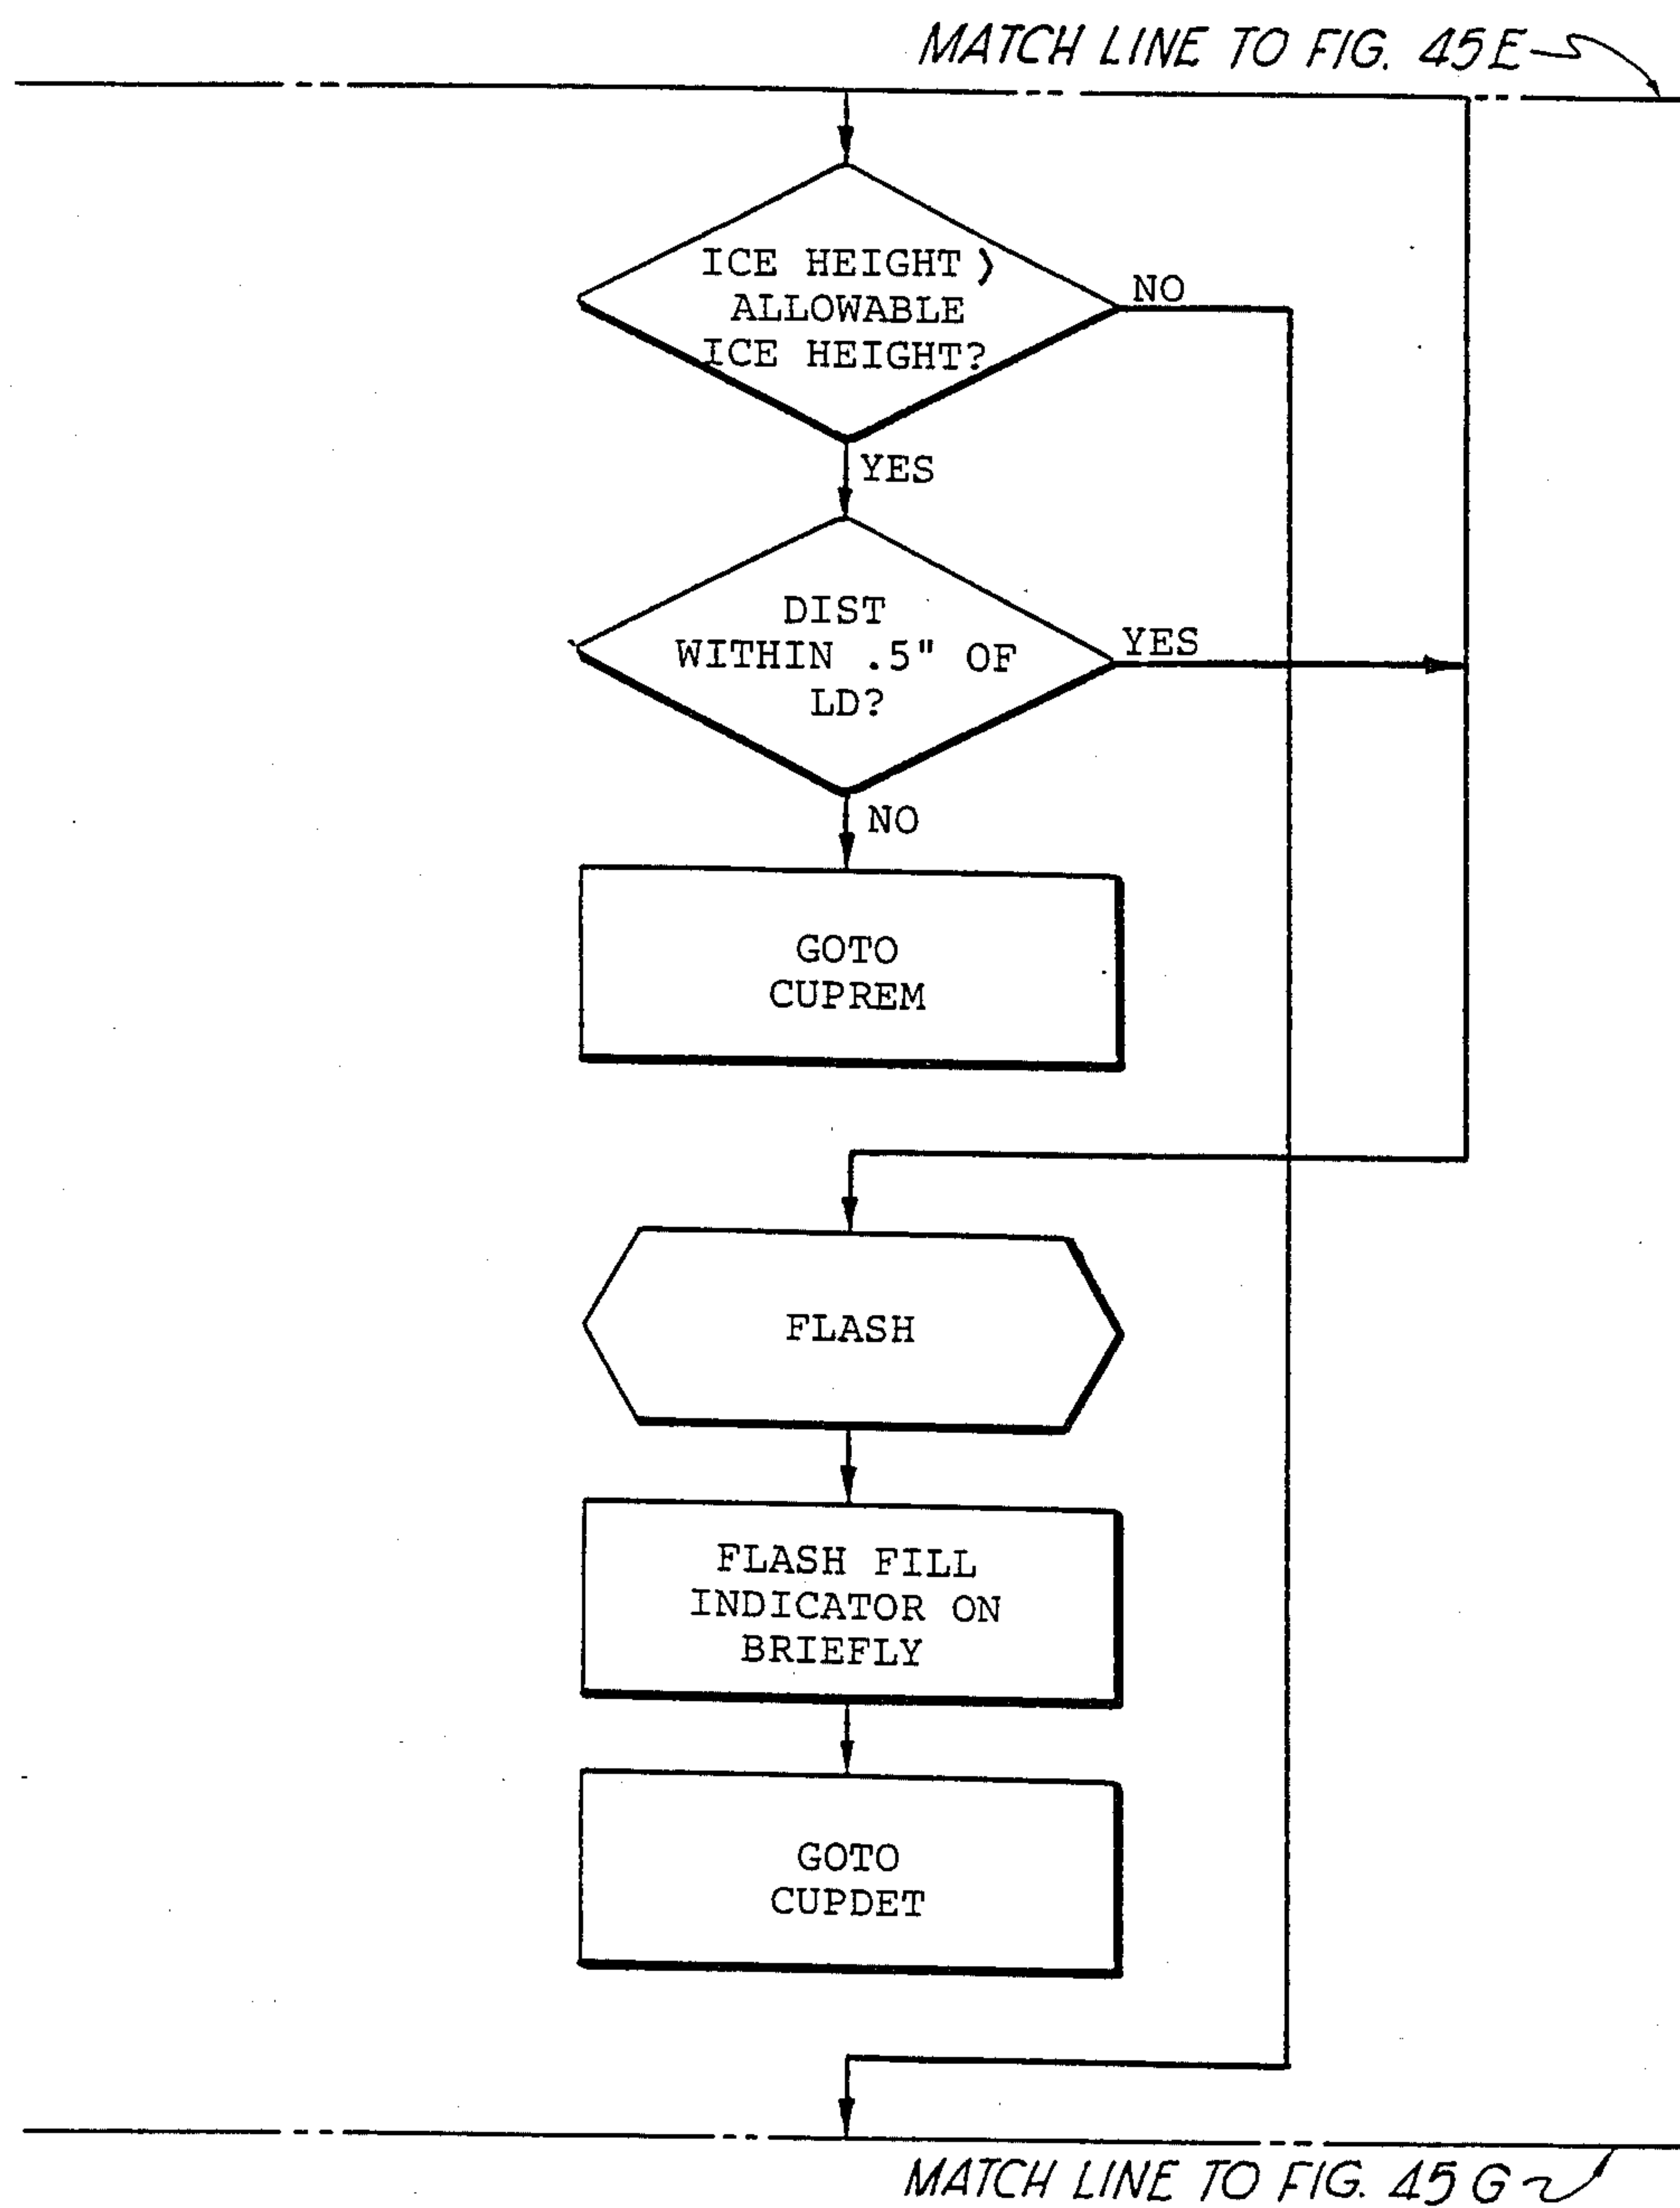 MATCH LINE TO FIG. 45E
ICE HEIGHT >
ALLOWABLE
ICE HEIGHT?
NO
YES
DIST
WITHIN .5" OF
LD?
YES
NO
GOTO
CUPREM
FLASH
FLASH FILL
INDICATOR ON
BRIEFLY
GOTO
CUPDET
MATCH LINE TO FIG. 45G